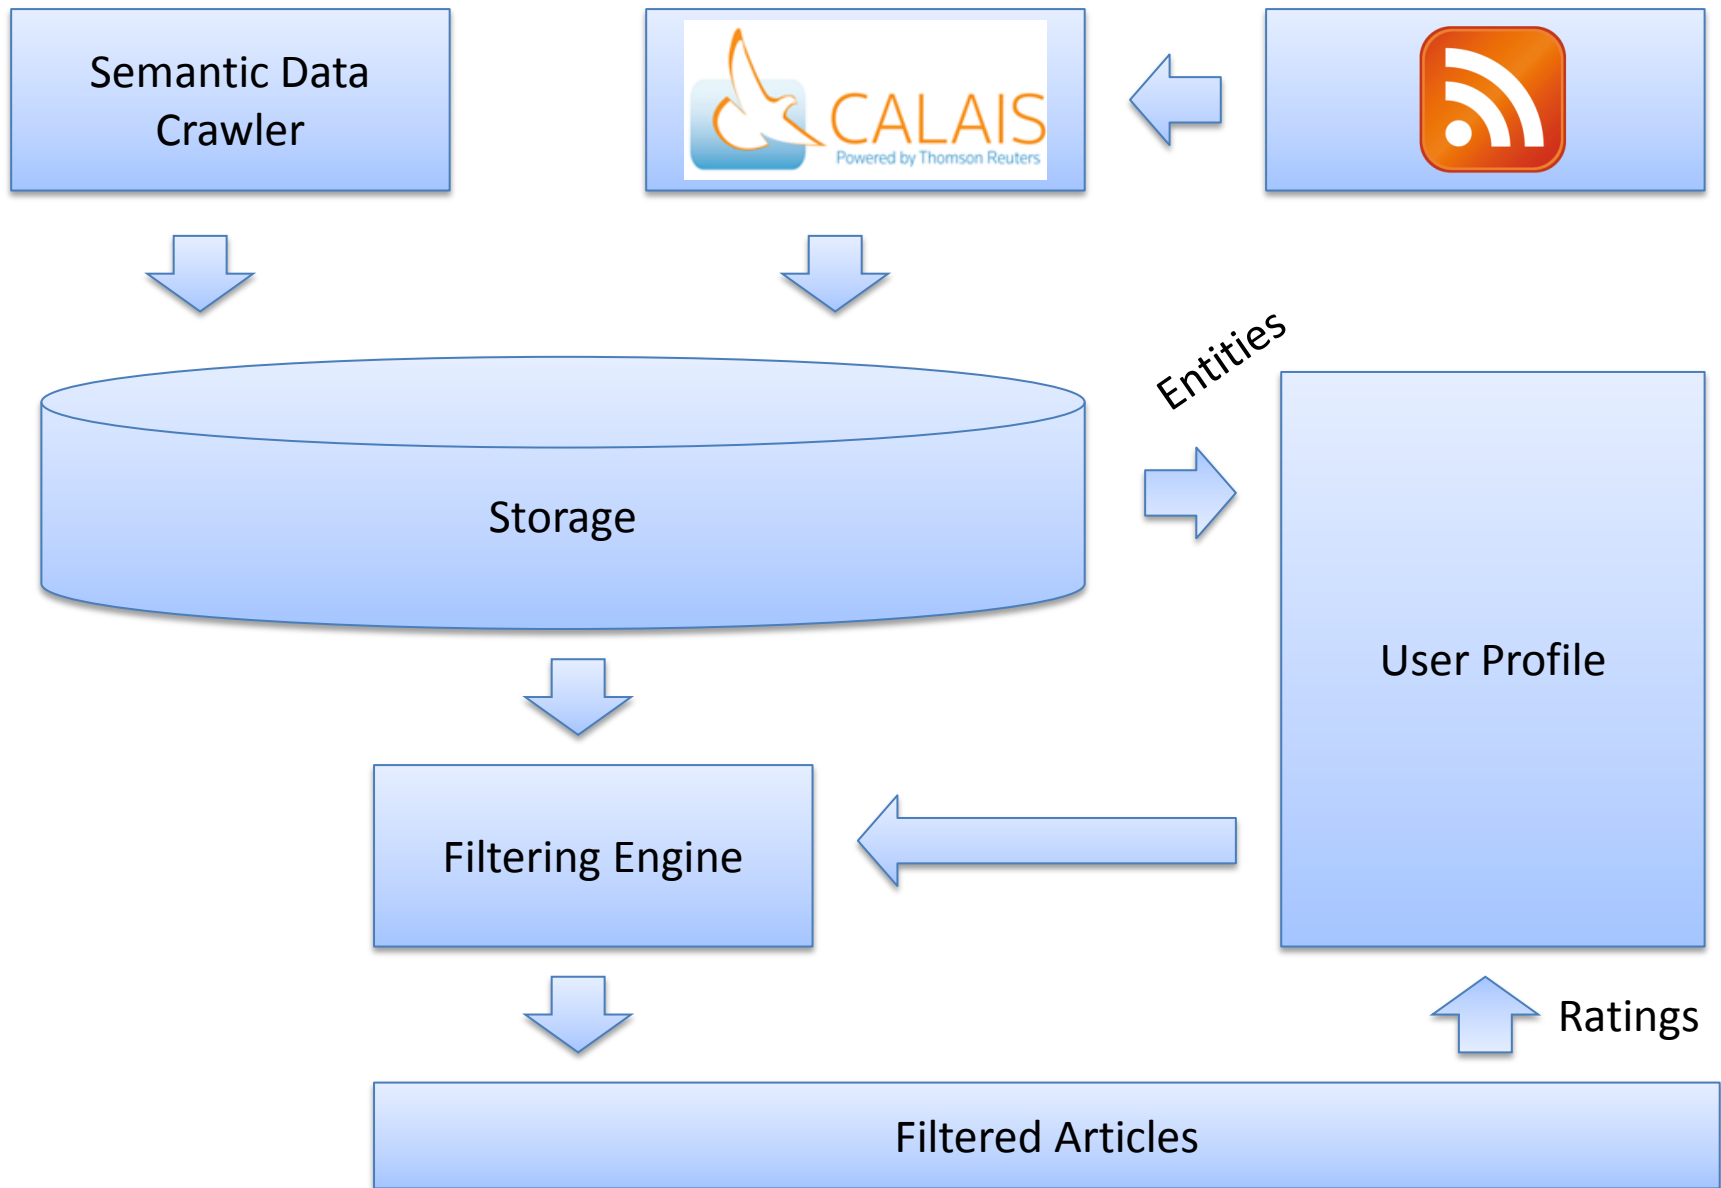 Semantic Data
Crawler
CALAIS
Powered by Thomson Reuters
Entities
Storage
User Profile
Filtering Engine
Ratings
Filtered Articles